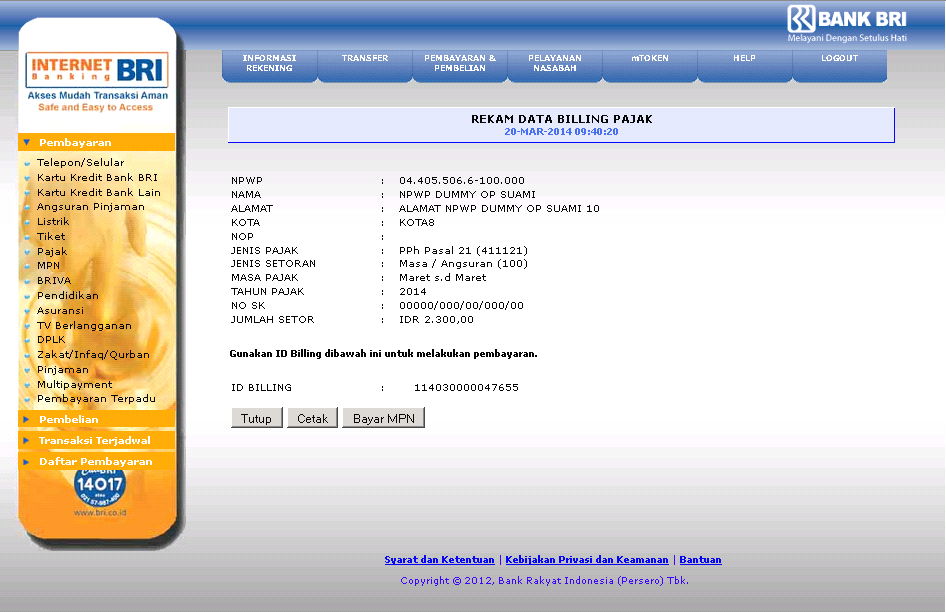 BANK BRI
Melayani Dengan Setulus Hati
INTERNET
Banking BRI
Akses Mudah Transaksi Aman
Safe and Easy to Access
INFORMASI REKENING
TRANSFER
PEMBAYARAN & PEMBELIAN
PELAYANAN NASABAH
mTOKEN
HELP
LOGOUT
Pembayaran
Telepon/Selular
Kartu Kredit Bank BRI
Kartu Kredit Bank Lain
Angsuran Pinjaman
Listrik
Tiket
Pajak
MPN
BRIVA
Pendidikan
Asuransi
TV Berlangganan
DPLK
Zakat/Infaq/Qurban
Pinjaman
Multipayment
Pembayaran Terpadu
Pembelian
Transaksi Terjadwal
Daftar Pembayaran
14017
www.bri.co.id
REKAM DATA BILLING PAJAK
20-MAR-2014 09:40:20
NPWP : 04.405.506.6-100.000
NAMA : NPWP DUMMY OP SUAMI
ALAMAT : ALAMAT NPWP DUMMY OP SUAMI 10
KOTA : KOTA8
NOP :
JENIS PAJAK : PPh Pasal 21 (411121)
JENIS SETORAN : Masa / Angsuran (100)
MASA PAJAK : Maret s.d Maret
TAHUN PAJAK : 2014
NO SK : 00000/000/00/000/00
JUMLAH SETOR : IDR 2.300,00
Gunakan ID Billing dibawah ini untuk melakukan pembayaran.
ID BILLING : 114030000047655
Tutup Cetak Bayar MPN
Syarat dan Ketentuan | Kebijakan Privasi dan Keamanan | Bantuan
Copyright © 2012, Bank Rakyat Indonesia (Persero) Tbk.